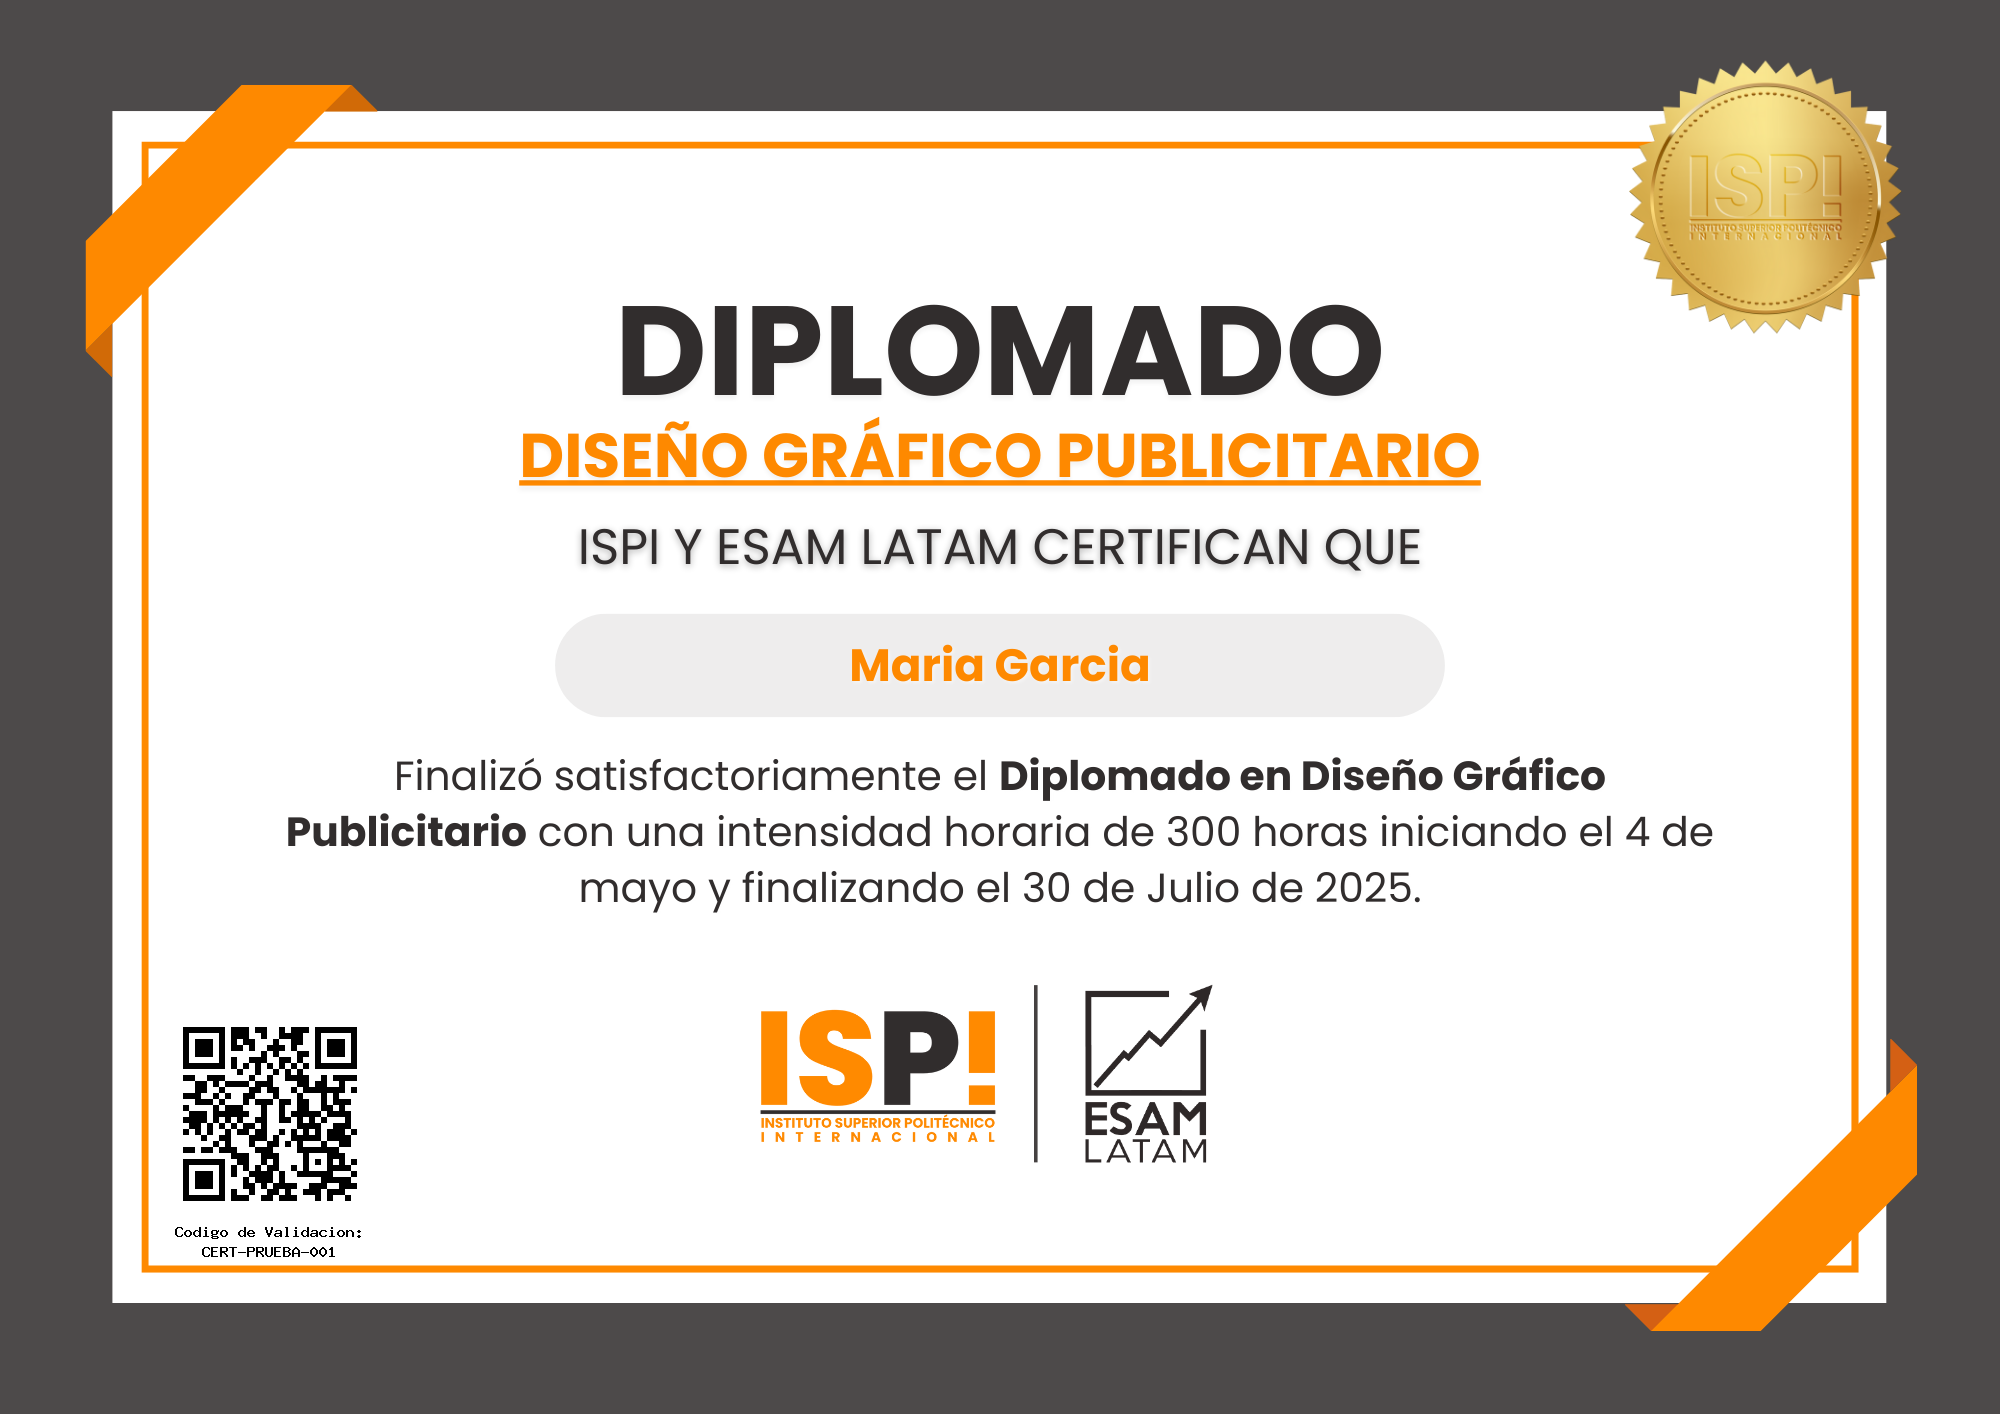 ISP!
INSTITUTO SUPERIOR POLITÉCNICO
INTERNACIONAL
DIPLOMADO
DISEÑO GRÁFICO PUBLICITARIO
ISPI Y ESAM LATAM CERTIFICAN QUE
Maria Garcia
Finalizó satisfactoriamente el Diplomado en Diseño Gráfico
Publicitario con una intensidad horaria de 300 horas iniciando el 4 de
mayo y finalizando el 30 de Julio de 2025.
ISP!
INSTITUTO SUPERIOR POLITÉCNICO
INTERNACIONAL
ESAM
LATAM
Codigo de Validacion:
CERT-PRUEBA-001